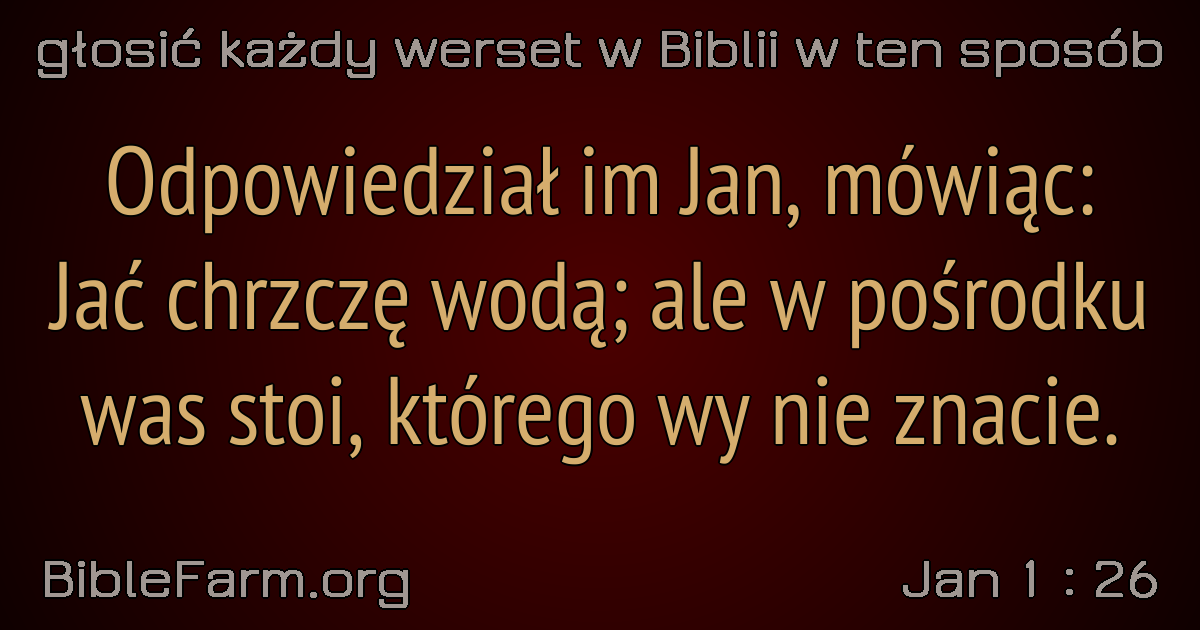 głosić każdy werset w Biblii w ten sposób
Odpowiedział im Jan, mówiąc:
Jać chrzczę wodą; ale w pośrodku
was stoi, którego wy nie znacie.
BibleFarm.org
Jan 1 : 26